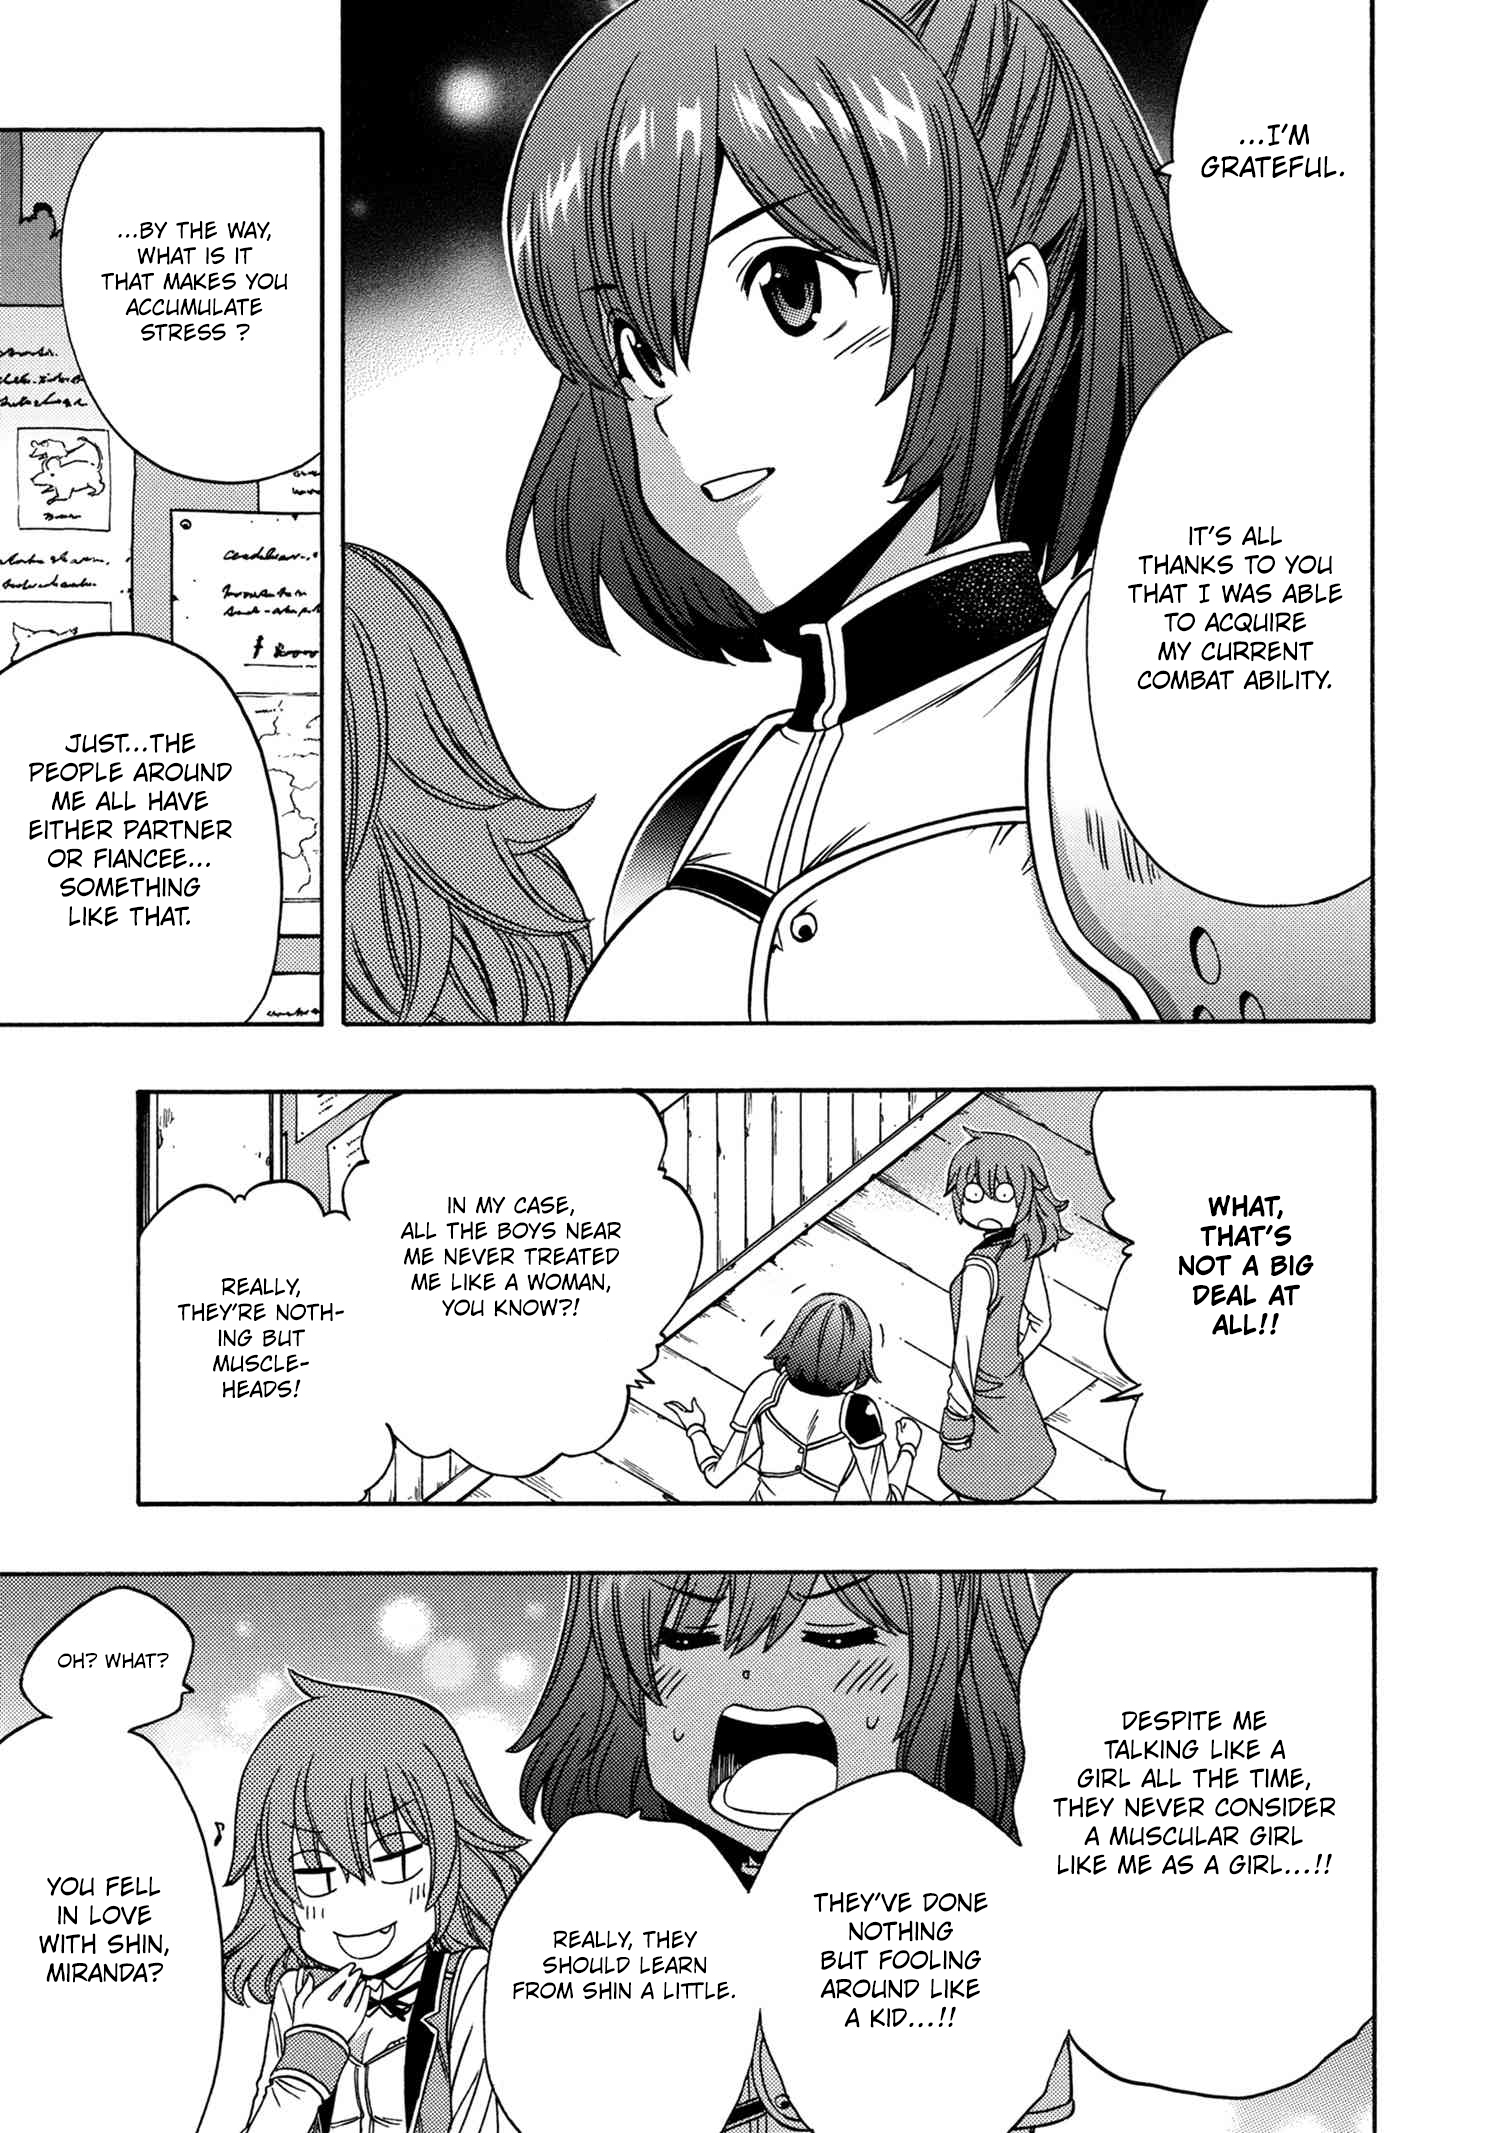 ...I'M
GRATEFUL.
IT'S ALL
THANKS TO YOU
THAT I WAS ABLE
TO ACQUIRE
MY CURRENT
COMBAT ABILITY.
...BY THE WAY,
WHAT IS IT
THAT MAKES YOU
ACCUMULATE
STRESS ?
JUST...THE
PEOPLE AROUND
ME ALL HAVE
EITHER PARTNER
OR FIANCEE...
SOMETHING
LIKE THAT.
WHAT,
THAT'S
NOT A BIG
DEAL AT
ALL!!
IN MY CASE,
ALL THE BOYS NEAR
ME NEVER TREATED
ME LIKE A WOMAN,
YOU KNOW?!
REALLY,
THEY'RE NOTH-
ING BUT
MUSCLE-
HEADS!
DESPITE ME
TALKING LIKE A
GIRL ALL THE TIME,
THEY NEVER CONSIDER
A MUSCULAR GIRL
LIKE ME AS A GIRL...!!
THEY'VE DONE
NOTHING
BUT FOOLING
AROUND LIKE
A KID...!!
REALLY, THEY
SHOULD LEARN
FROM SHIN A LITTLE.
OH? WHAT?
YOU FELL
IN LOVE
WITH SHIN,
MIRANDA?